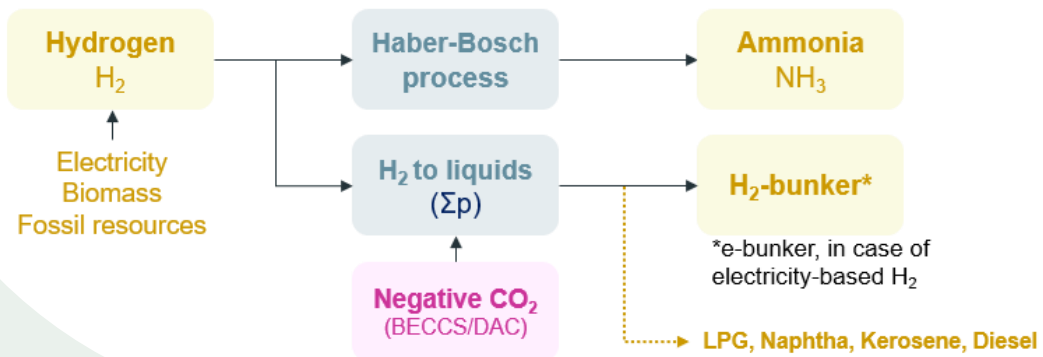 Hydrogen
H₂
Haber-Bosch
process
Ammonia
NH₃
Electricity
Biomass
Fossil resources
H₂ to liquids
(Σp)
H₂-bunker*
*e-bunker, in case of
electricity-based H₂
Negative CO₂
(BECCS/DAC)
LPG, Naphtha, Kerosene, Diesel